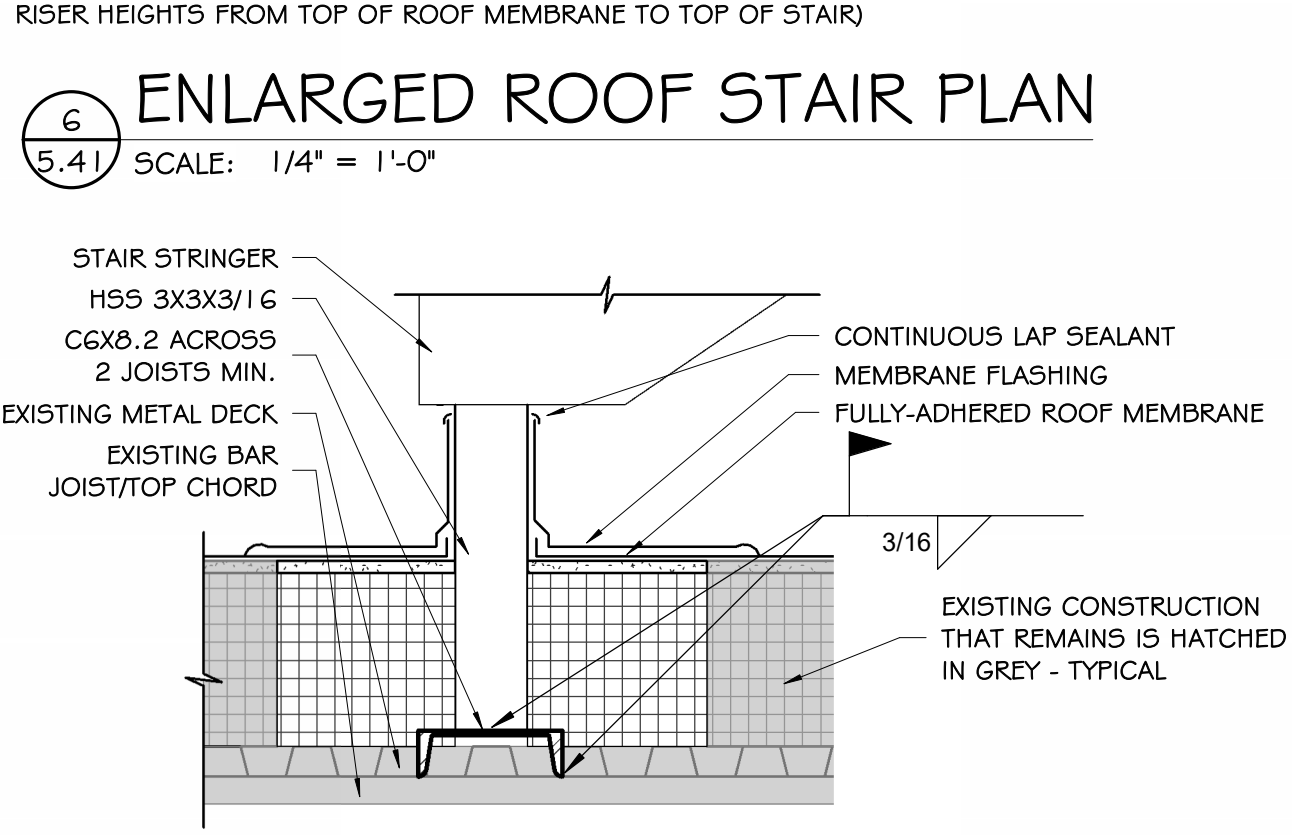 RISER HEIGHTS FROM TOP OF ROOF MEMBRANE TO TOP OF STAIR)
6
5.41
ENLARGED ROOF STAIR PLAN
SCALE: 1/4" = 1'-0"
STAIR STRINGER
HSS 3X3X3/16
C6X8.2 ACROSS
2 JOISTS MIN.
EXISTING METAL DECK
EXISTING BAR
JOIST/TOP CHORD
CONTINUOUS LAP SEALANT
MEMBRANE FLASHING
FULLY-ADHERED ROOF MEMBRANE
3/16
EXISTING CONSTRUCTION
THAT REMAINS IS HATCHED
IN GREY - TYPICAL